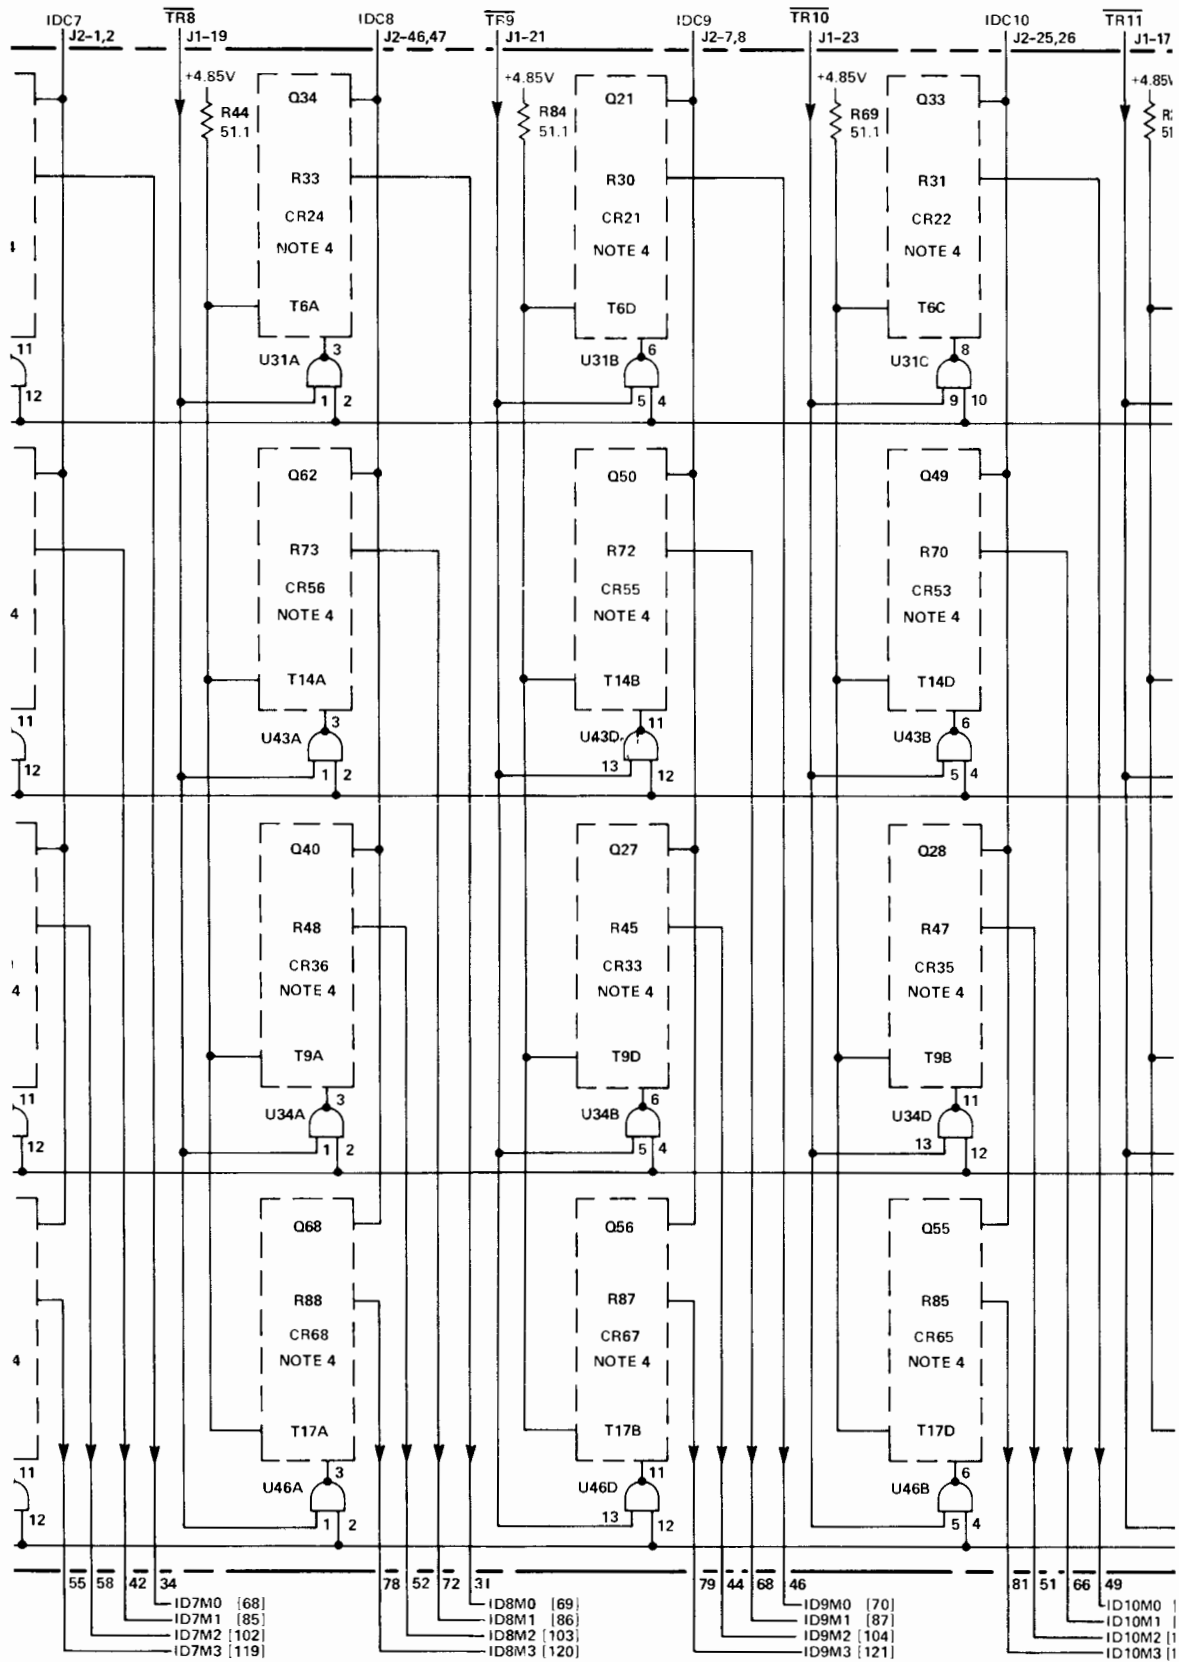 IDC7 TR8 IDC8 TR9 IDC9 TR10 IDC10 TR11
J2-1,2 J1-19 J2-46,47 J1-21 J2-7,8 J1-23 J2-25,26 J1-17
+4.85V +4.85V +4.85V +4.85V
Q34 Q21 Q33
R44 R84 R69
51.1 51.1 51.1 51
R33 R30 R31
CR24 CR21 CR22
NOTE 4 NOTE 4 NOTE 4
T6A T6D T6C
11 3 6 8
U31A U31B U31C
12 1 2 5 4 9 10
Q62 Q50 Q49
R73 R72 R70
CR56 CR55 CR53
4 NOTE 4 NOTE 4 NOTE 4
T14A T14B T14D
11 3 11 6
U43A U43D U43B
12 1 2 13 12 5 4
Q40 Q27 Q28
R48 R45 R47
CR36 CR33 CR35
4 NOTE 4 NOTE 4 NOTE 4
T9A T9D T9B
11 3 6 11
U34A U34B U34D
12 1 2 5 4 13 12
Q68 Q56 Q55
R88 R87 R85
CR68 CR67 CR65
4 NOTE 4 NOTE 4 NOTE 4
T17A T17B T17D
11 3 11 6
U46A U46D U46B
12 1 2 13 12 5 4
55 58 42 34 78 52 72 31 79 44 68 46 81 51 66 49
ID7M0 [68] ID8M0 [69] ID9M0 [70] ID10M0 [
ID7M1 [85] ID8M1 [86] ID9M1 [87] ID10M1 [
ID7M2 [102] ID8M2 [103] ID9M2 [104] ID10M2 [1
ID7M3 [119] ID8M3 [120] ID9M3 [121] ID10M3 [1